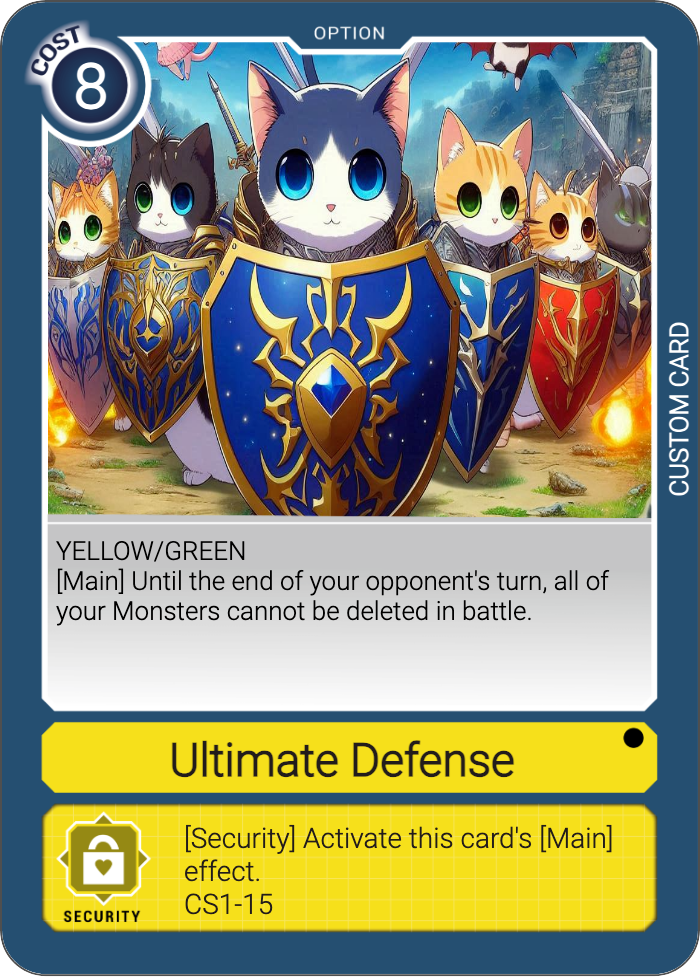 OPTION
COST
8
CUSTOM CARD
YELLOW/GREEN
[Main] Until the end of your opponent's turn, all of
your Monsters cannot be deleted in battle.
Ultimate Defense
[Security] Activate this card's [Main]
effect.
CS1-15
SECURITY